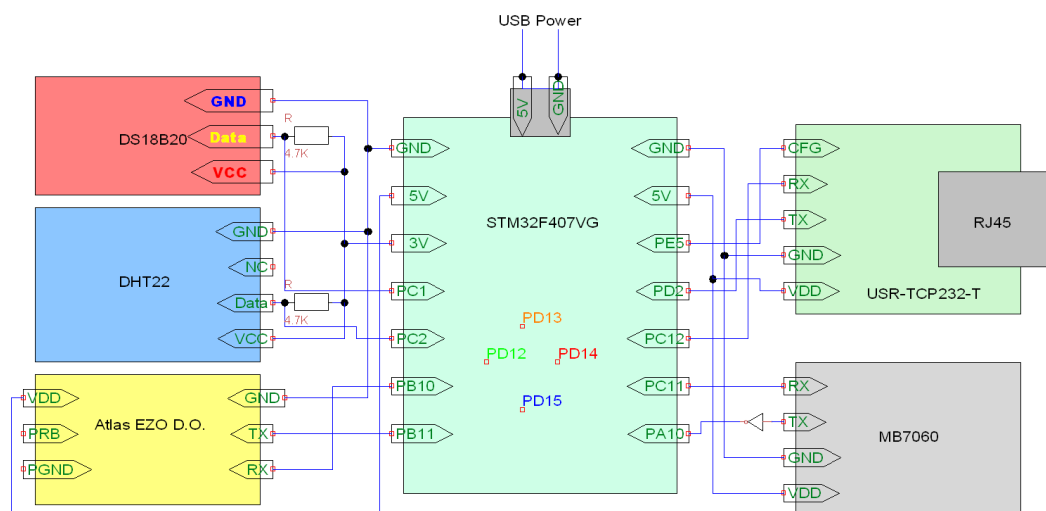 USB Power
5V
GND
DS18B20
GND
Data
VCC
R
4.7K
DHT22
GND
NC
Data
VCC
R
4.7K
Atlas EZO D.O.
VDD
PRB
PGND
GND
TX
RX
STM32F407VG
GND
5V
3V
PC1
PC2
PB10
PB11
PD13
PD12
PD14
PD15
GND
5V
PE5
PD2
PC12
PC11
PA10
CFG
RX
TX
GND
VDD
RJ45
USR-TCP232-T
RX
TX
GND
VDD
MB7060